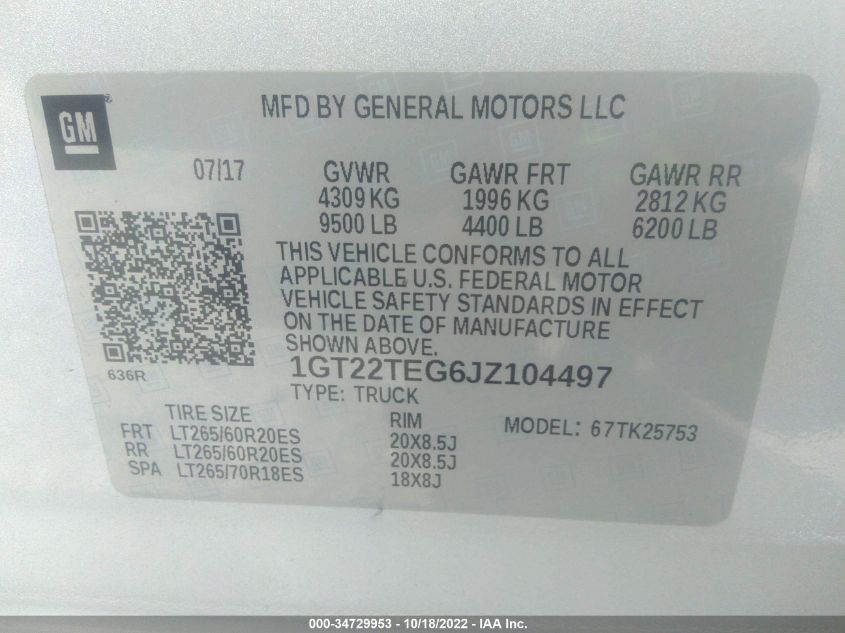 GM®
MFD BY GENERAL MOTORS LLC
07/17 GVWR GAWR FRT GAWR RR
4309 KG 1996 KG 2812 KG
9500 LB 4400 LB 6200 LB
THIS VEHICLE CONFORMS TO ALL
APPLICABLE U.S. FEDERAL MOTOR
VEHICLE SAFETY STANDARDS IN EFFECT
ON THE DATE OF MANUFACTURE
SHOWN ABOVE.
636R
1GT22TEG6JZ104497
TYPE: TRUCK
TIRE SIZE RIM MODEL: 67TK25753
FRT LT265/60R20ES 20X8.5J
RR LT265/60R20ES 20X8.5J
SPA LT265/70R18ES 18X8J
000-34729953 - 10/18/2022 - IAA Inc.